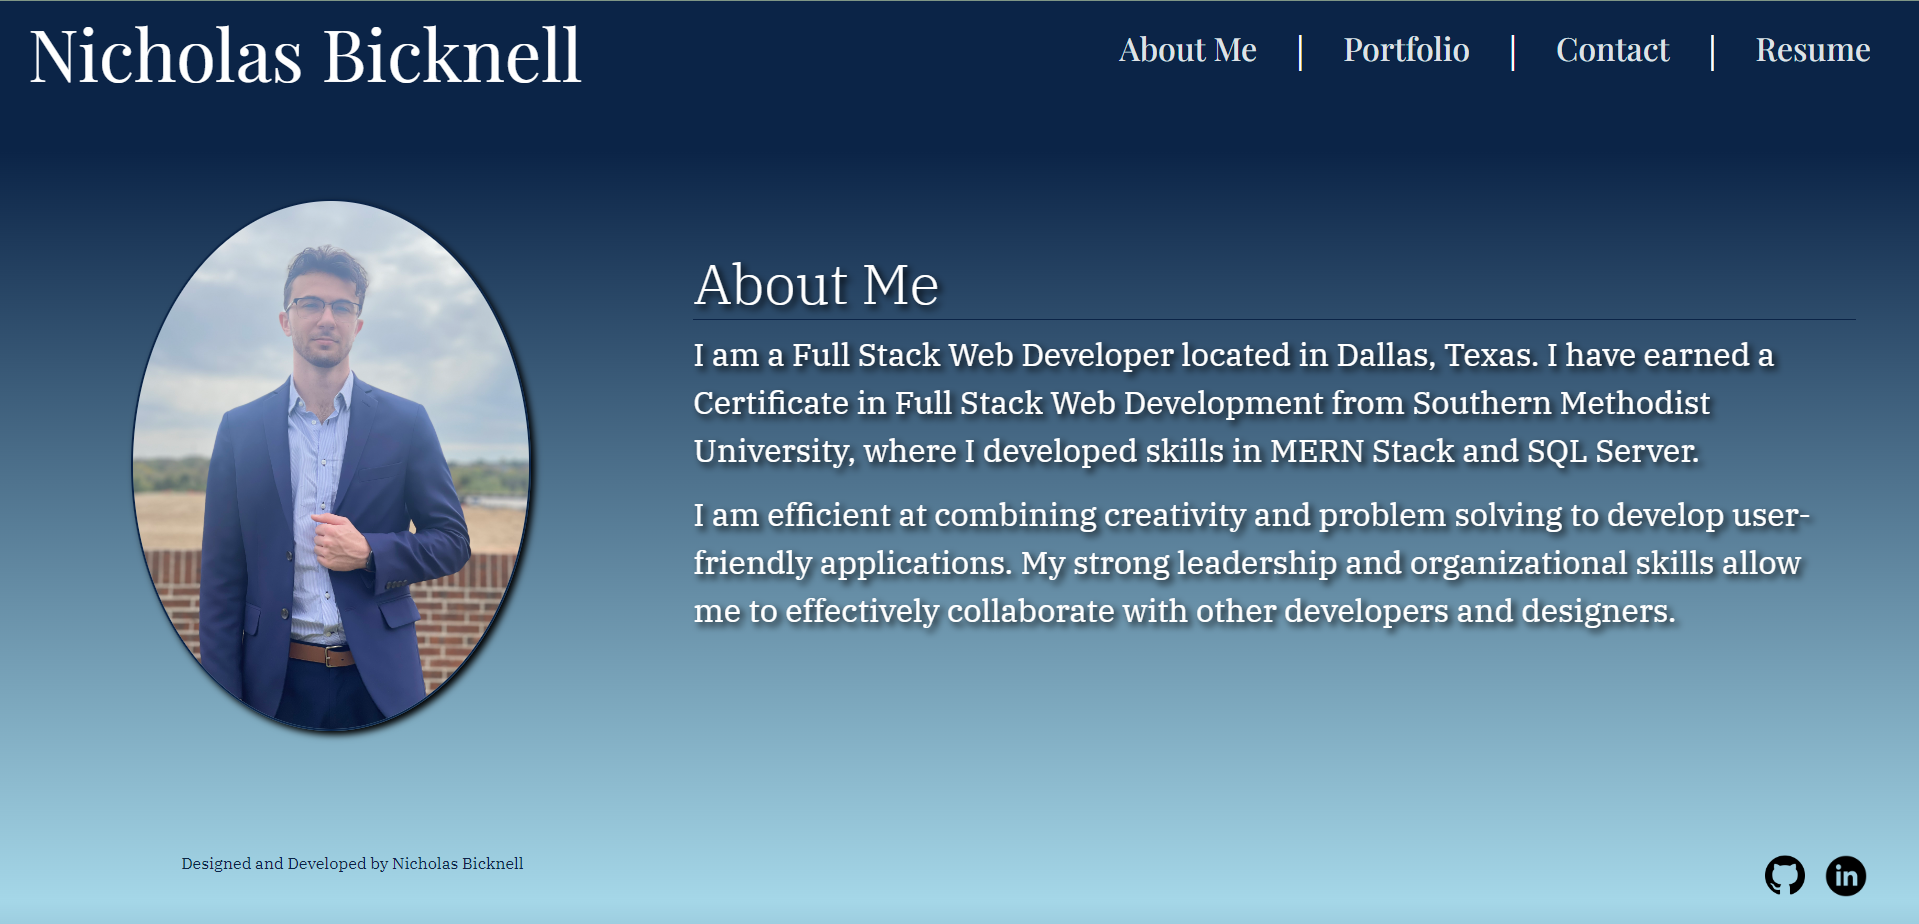 Nicholas Bicknell
About Me | Portfolio | Contact | Resume
About Me
I am a Full Stack Web Developer located in Dallas, Texas. I have earned a
Certificate in Full Stack Web Development from Southern Methodist
University, where I developed skills in MERN Stack and SQL Server.
I am efficient at combining creativity and problem solving to develop user-
friendly applications. My strong leadership and organizational skills allow
me to effectively collaborate with other developers and designers.
Designed and Developed by Nicholas Bicknell
in